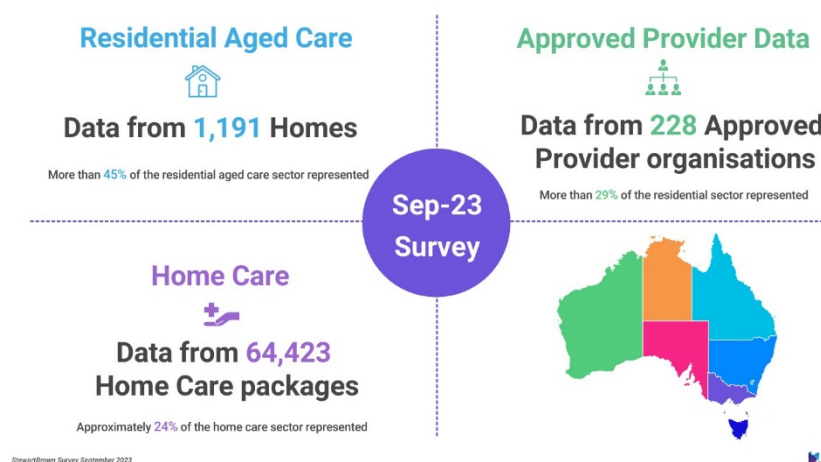 Residential Aged Care
Data from 1,191 Homes
More than 45% of the residential aged care sector represented
Approved Provider Data
Data from 228 Approved
Provider organisations
More than 29% of the residential sector represented
Sep-23
Survey
Home Care
Data from 64,423
Home Care packages
Approximately 24% of the home care sector represented
StewartBrown Survey September 2023